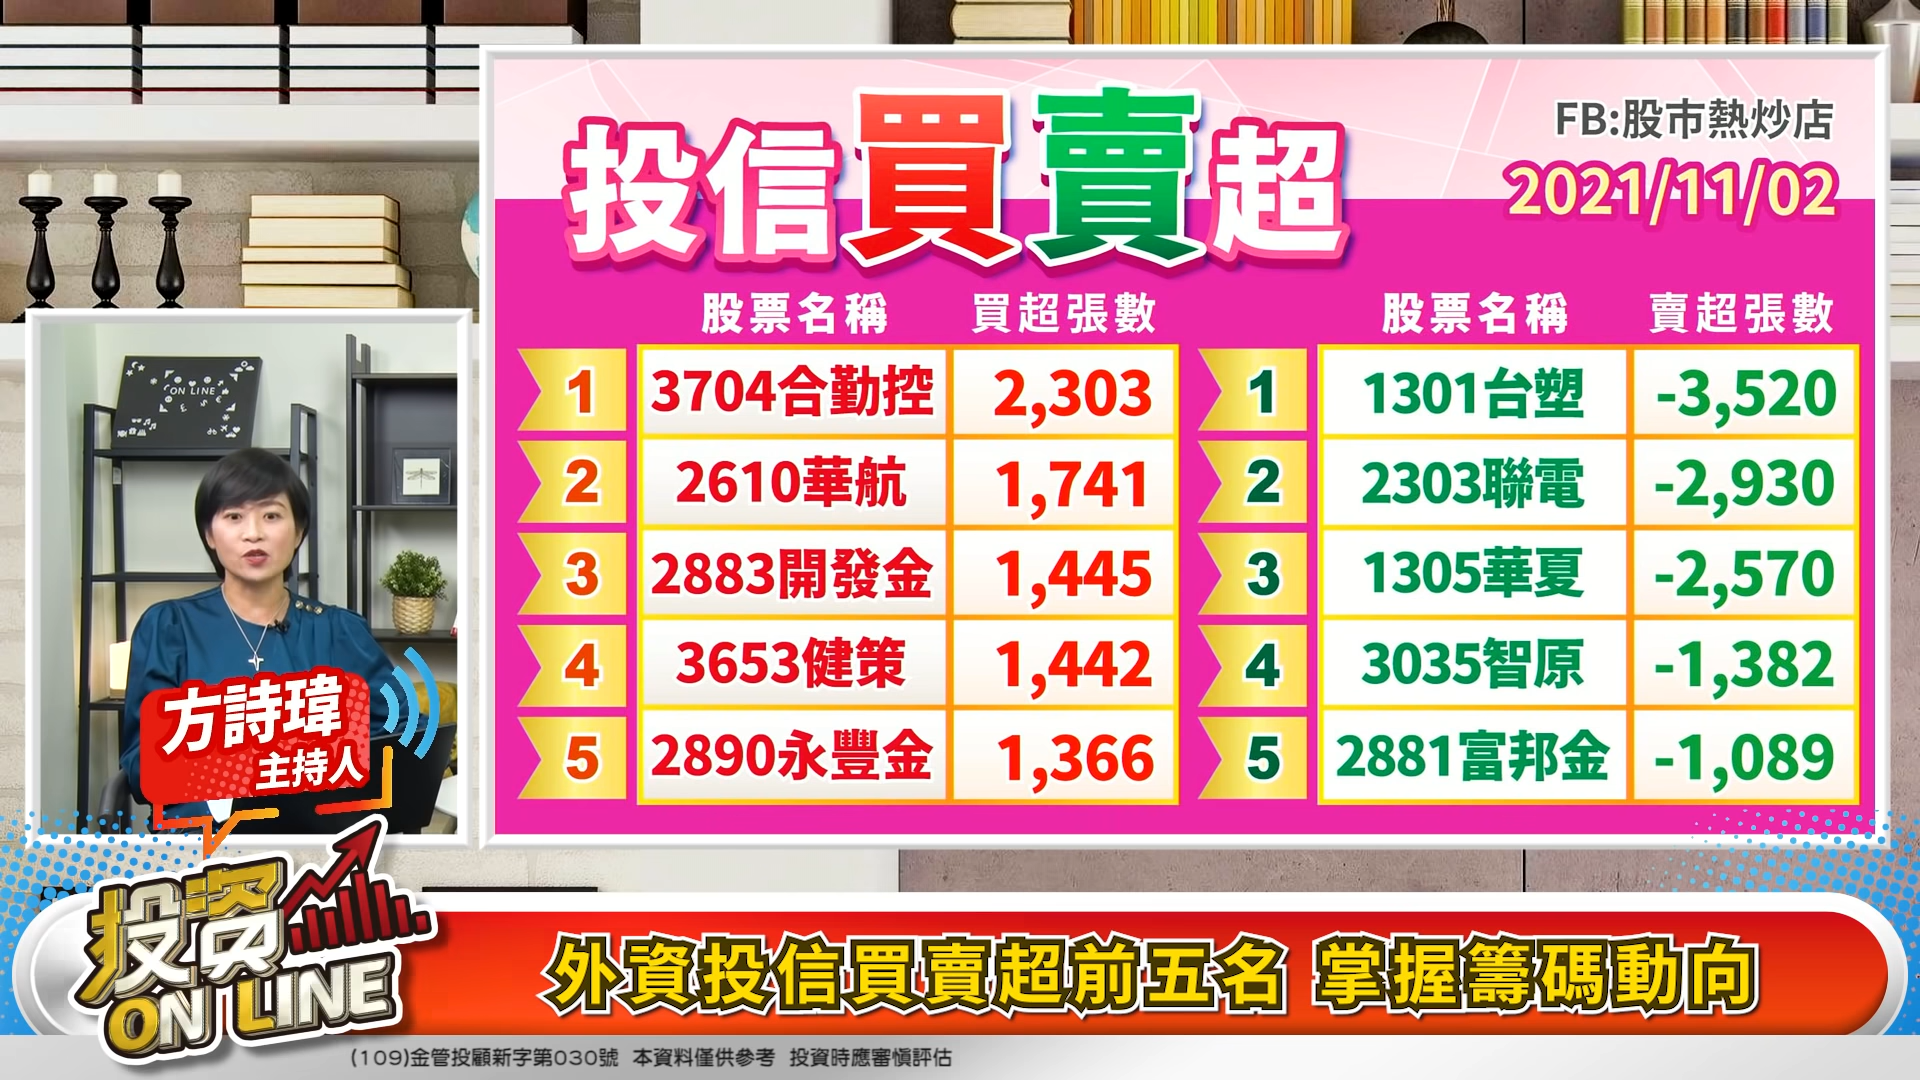 投信買賣超
FB:股市熱炒店
2021/11/02
股票名稱 買超張數 股票名稱 賣超張數
1 3704合勤控 2,303 1 1301台塑 -3,520
2 2610華航 1,741 2 2303聯電 -2,930
3 2883開發金 1,445 3 1305華夏 -2,570
4 3653健策 1,442 4 3035智原 -1,382
5 2890永豐金 1,366 5 2881富邦金 -1,089
ON LINE
方詩瑋
主持人
投資
ON LINE
外資投信買賣超前五名 掌握籌碼動向
(109)金管投顧新字第030號 本資料僅供參考 投資時應審慎評估